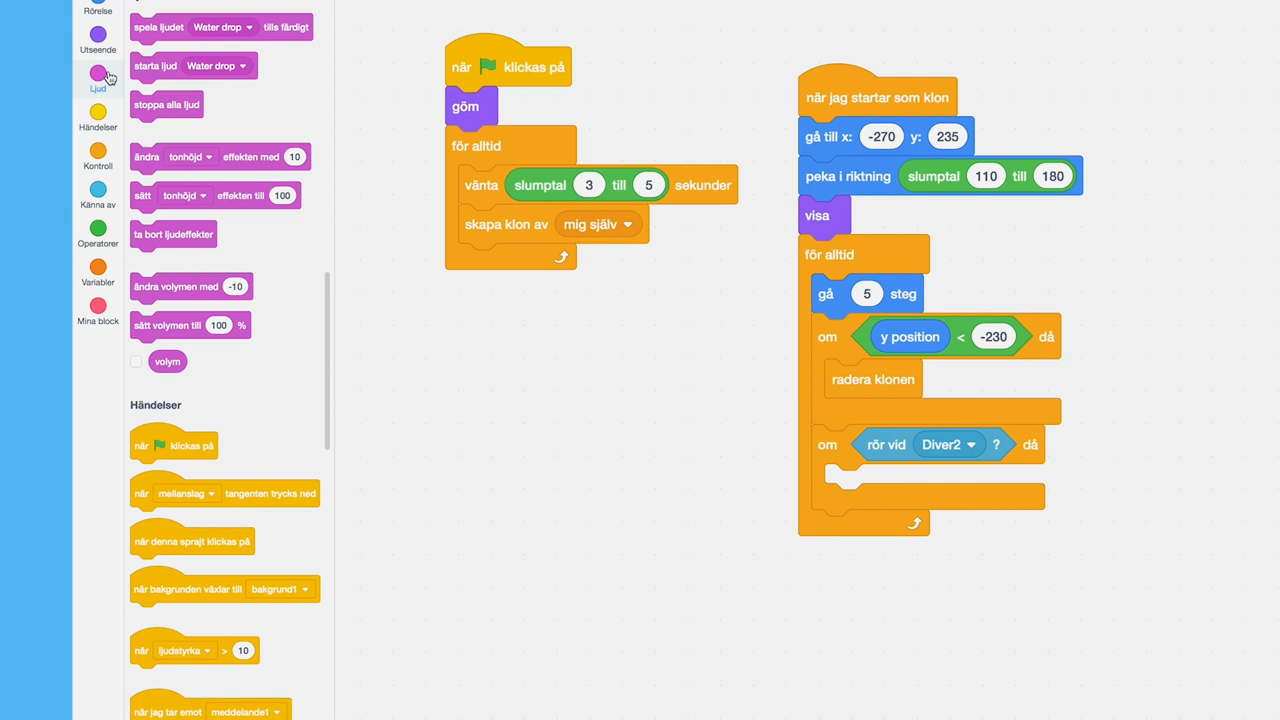 Rörelse
Utseende
Ljud
Händelser
Kontroll
Känna av
Operatorer
Variabler
Mina block
spela ljudet Water drop tills färdigt
starta ljud Water drop
stoppa alla ljud
ändra tonhöjd effekten med 10
sätt tonhöjd effekten till 100
ta bort ljudeffekter
ändra volymen med -10
sätt volymen till 100 %
volym
Händelser
när klickas på
när mellanslag tangenten trycks ned
när denna sprajt klickas på
när bakgrunden växlar till bakgrund1
när ljudstyrka > 10
när jag tar emot meddelande1
när klickas på
göm
för alltid
vänta slumptal 3 till 5 sekunder
skapa klon av mig själv
när jag startar som klon
gå till x: -270 y: 235
peka i riktning slumptal 110 till 180
visa
för alltid
gå 5 steg
om y position < -230 då
radera klonen
om rör vid Diver2 ? då